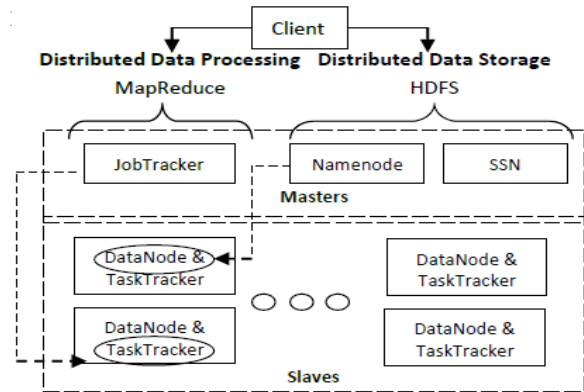 Client
Distributed Data Processing
Distributed Data Storage
MapReduce
HDFS
JobTracker
Namenode
SSN
Masters
DataNode &
TaskTracker
DataNode &
TaskTracker
DataNode &
TaskTracker
DataNode &
TaskTracker
Slaves